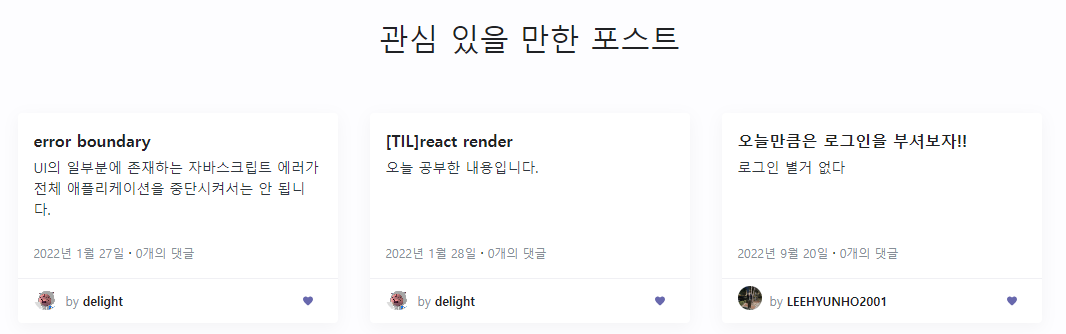 관심 있을 만한 포스트
error boundary
UI의 일부분에 존재하는 자바스크립트 에러가
전체 애플리케이션을 중단시켜서는 안 됩니
다.
2022년 1월 27일 · 0개의 댓글
by delight
[TIL]react render
오늘 공부한 내용입니다.
2022년 1월 28일 · 0개의 댓글
by delight
오늘만큼은 로그인을 부셔보자!!
로그인 별거 없다
2022년 9월 20일 · 0개의 댓글
by LEEHYUNHO2001